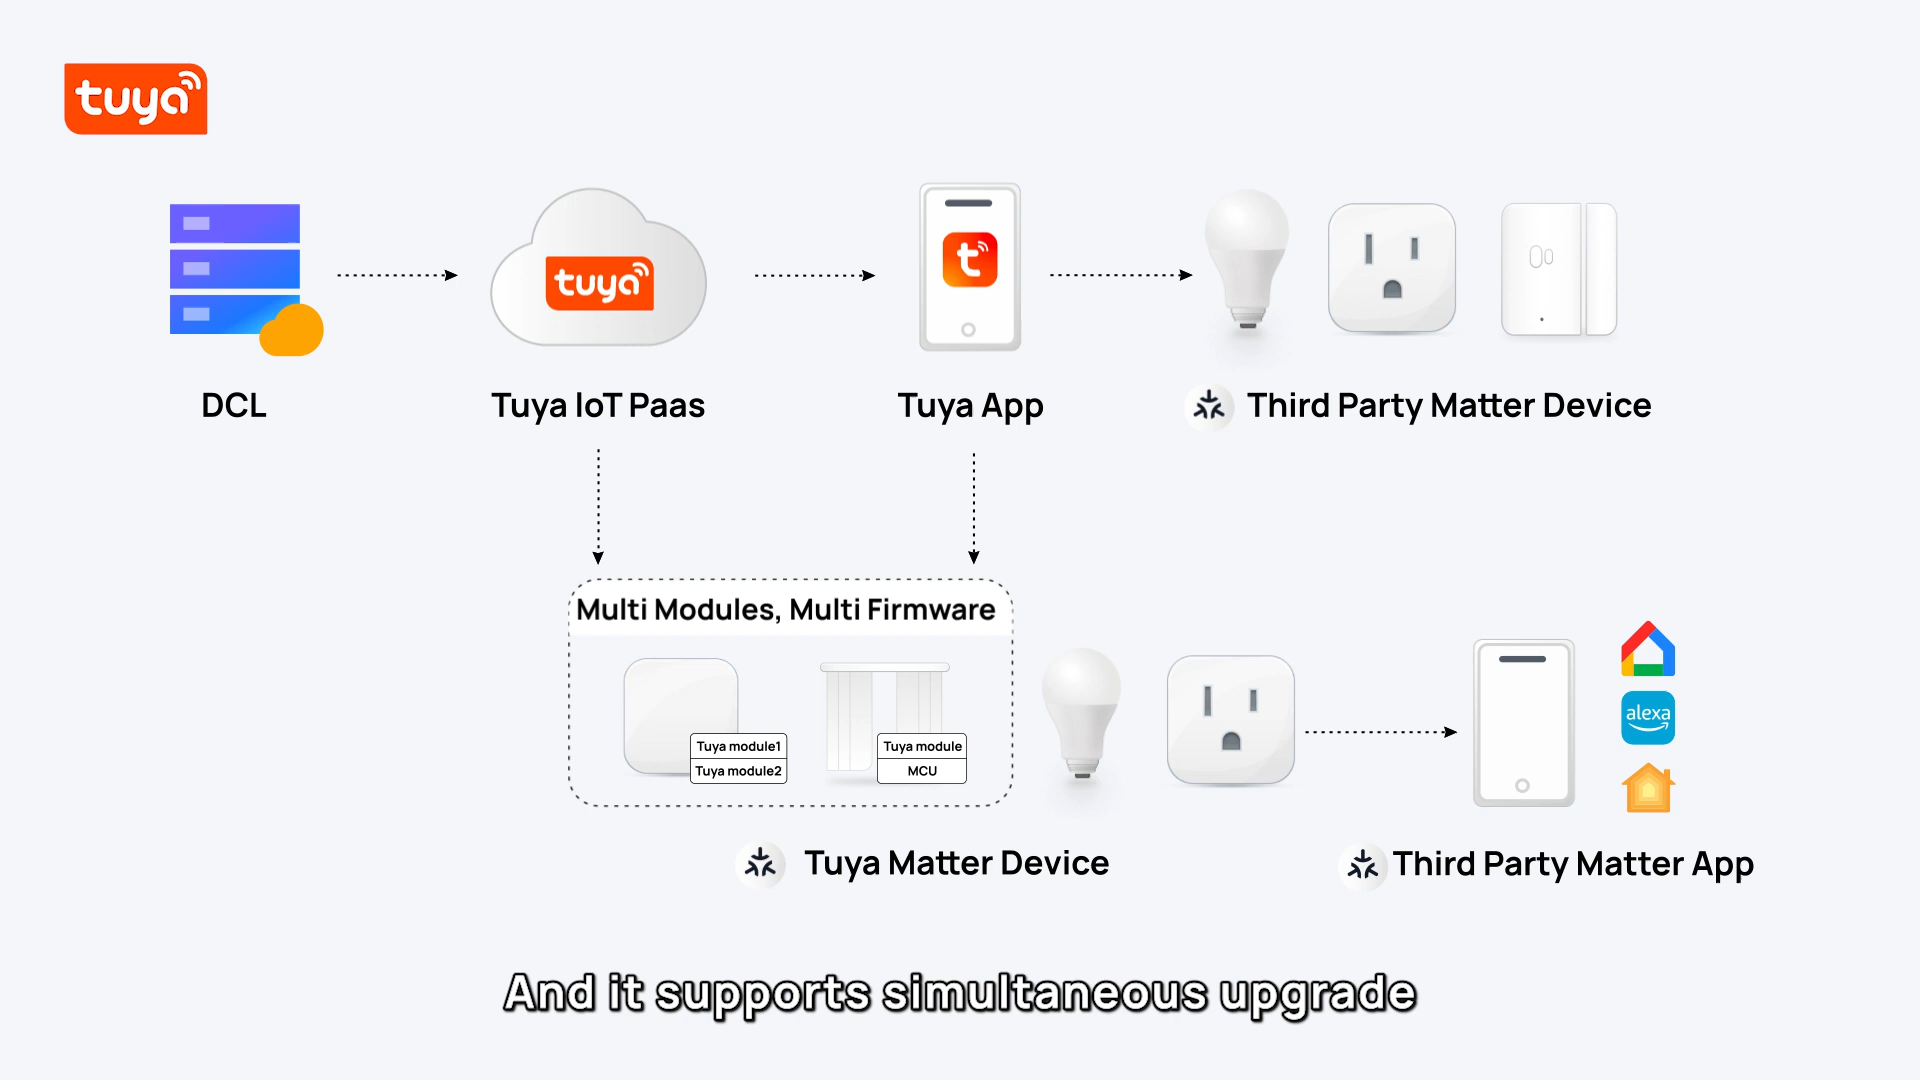 tuya
tuya
t
DCL
Tuya IoT Paas
Tuya App
Third Party Matter Device
Multi Modules, Multi Firmware
Tuya module1
Tuya module2
Tuya module
MCU
alexa
Tuya Matter Device
Third Party Matter App
And it supports simultaneous upgrade